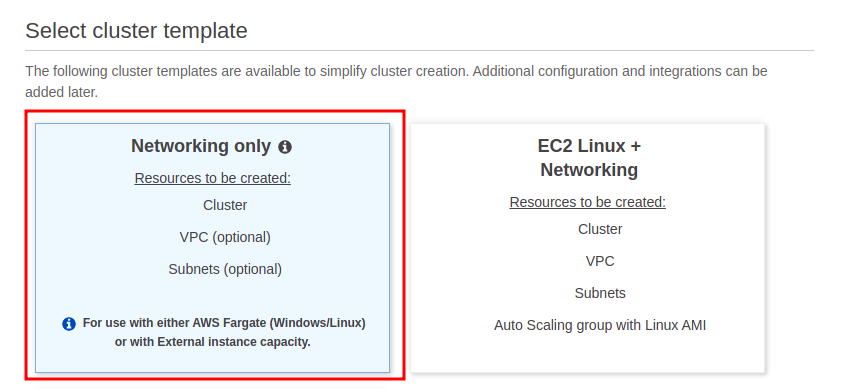 Select cluster template
The following cluster templates are available to simplify cluster creation. Additional configuration and integrations can be
added later.
Networking only
Resources to be created:
Cluster
VPC (optional)
Subnets (optional)
For use with either AWS Fargate (Windows/Linux)
or with External instance capacity.
EC2 Linux +
Networking
Resources to be created:
Cluster
VPC
Subnets
Auto Scaling group with Linux AMI